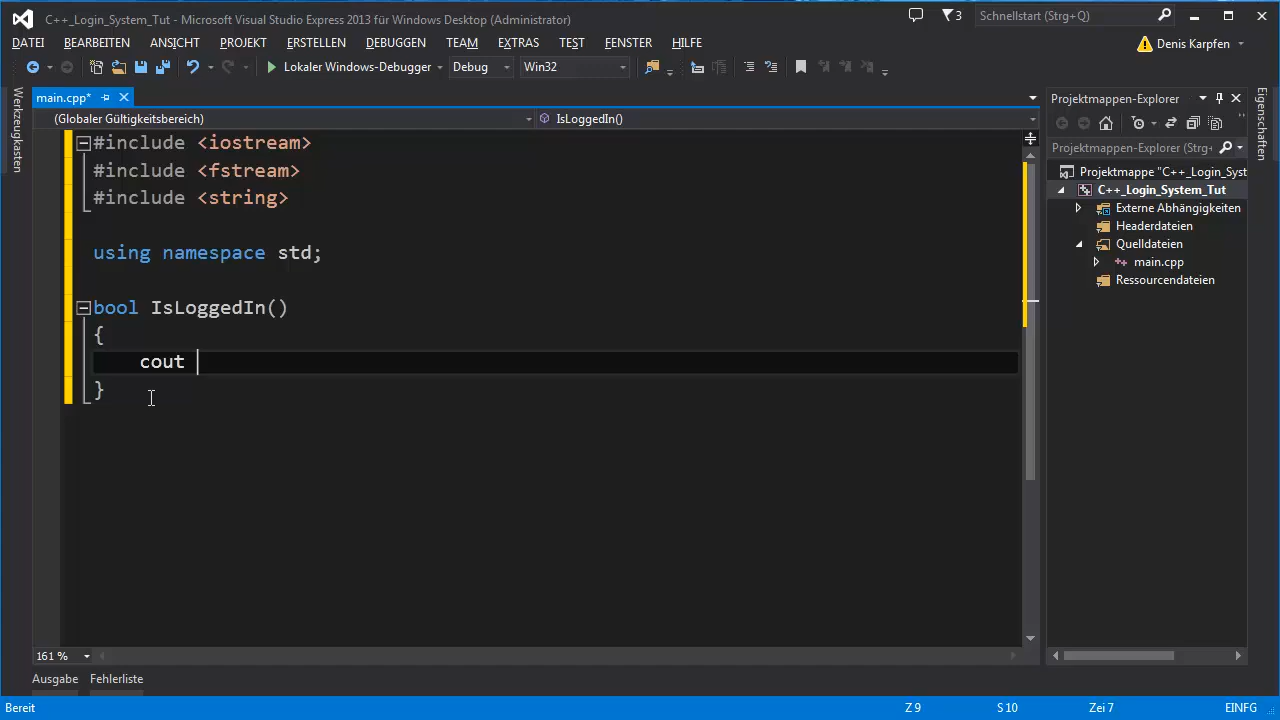 C++_Login_System_Tut - Microsoft Visual Studio Express 2013 für Windows Desktop (Administrator)
3
Schnellstart (Strg+Q)
DATEI BEARBEITEN ANSICHT PROJEKT ERSTELLEN DEBUGGEN TEAM EXTRAS TEST FENSTER HILFE
Denis Karpfen
Lokaler Windows-Debugger Debug Win32
Werkzeugkasten
main.cpp*
(Globaler Gültigkeitsbereich) IsLoggedIn()
#include <iostream>
#include <fstream>
#include <string>
using namespace std;
bool IsLoggedIn()
{
cout
}
161 %
Projektmappen-Explorer
Projektmappen-Explorer (Strg+
Projektmappe "C++_Login_Syst
C++_Login_System_Tut
Externe Abhängigkeiten
Headerdateien
Quelldateien
main.cpp
Ressourcendateien
Eigenschaften
Ausgabe Fehlerliste
Bereit Z 9 S 10 Zei 7 EINFG